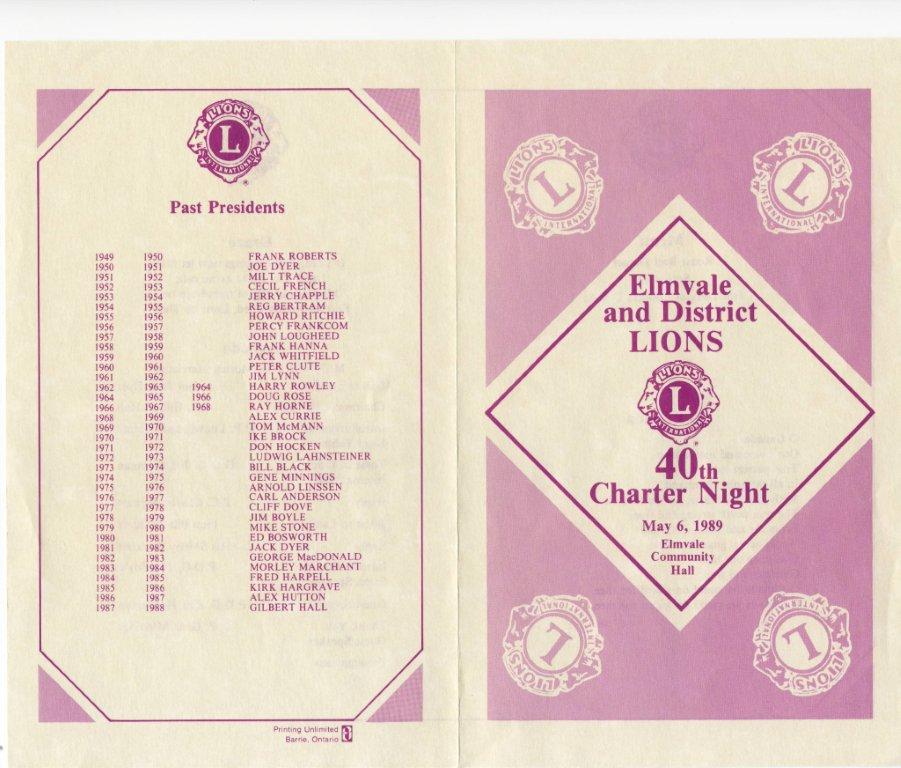 LIONS
L
INTERNATIONAL
®
Past Presidents
1949 1950 FRANK ROBERTS
1950 1951 JOE DYER
1951 1952 MILT TRACE
1952 1953 CECIL FRENCH
1953 1954 JERRY CHAPPLE
1954 1955 REG BERTRAM
1955 1956 HOWARD RITCHIE
1956 1957 PERCY FRANKCOM
1957 1958 JOHN LOUGHEED
1958 1959 FRANK HANNA
1959 1960 JACK WHITFIELD
1960 1961 PETER CLUTE
1961 1962 JIM LYNN
1962 1963 1964 HARRY ROWLEY
1964 1965 1966 DOUG ROSE
1966 1967 1968 RAY HORNE
1968 1969 ALEX CURRIE
1969 1970 TOM McMANN
1970 1971 IKE BROCK
1971 1972 DON HOCKEN
1972 1973 LUDWIG LAHNSTEINER
1973 1974 BILL BLACK
1974 1975 GENE MINNINGS
1975 1976 ARNOLD LINSSEN
1976 1977 CARL ANDERSON
1977 1978 CLIFF DOVE
1978 1979 JIM BOYLE
1979 1980 MIKE STONE
1980 1981 ED BOSWORTH
1981 1982 JACK DYER
1982 1983 GEORGE MacDONALD
1983 1984 MORLEY MARCHANT
1984 1985 FRED HARPELL
1985 1986 KIRK HARGRAVE
1986 1987 ALEX HUTTON
1987 1988 GILBERT HALL
Printing Unlimited
Barrie, Ontario
LIONS
L
INTERNATIONAL
LIONS
L
INTERNATIONAL
Elmvale
and District
LIONS
LIONS
L
INTERNATIONAL
40th
Charter Night
May 6, 1989
Elmvale
Community
Hall
LIONS
L
INTERNATIONAL
LIONS
L
INTERNATIONAL